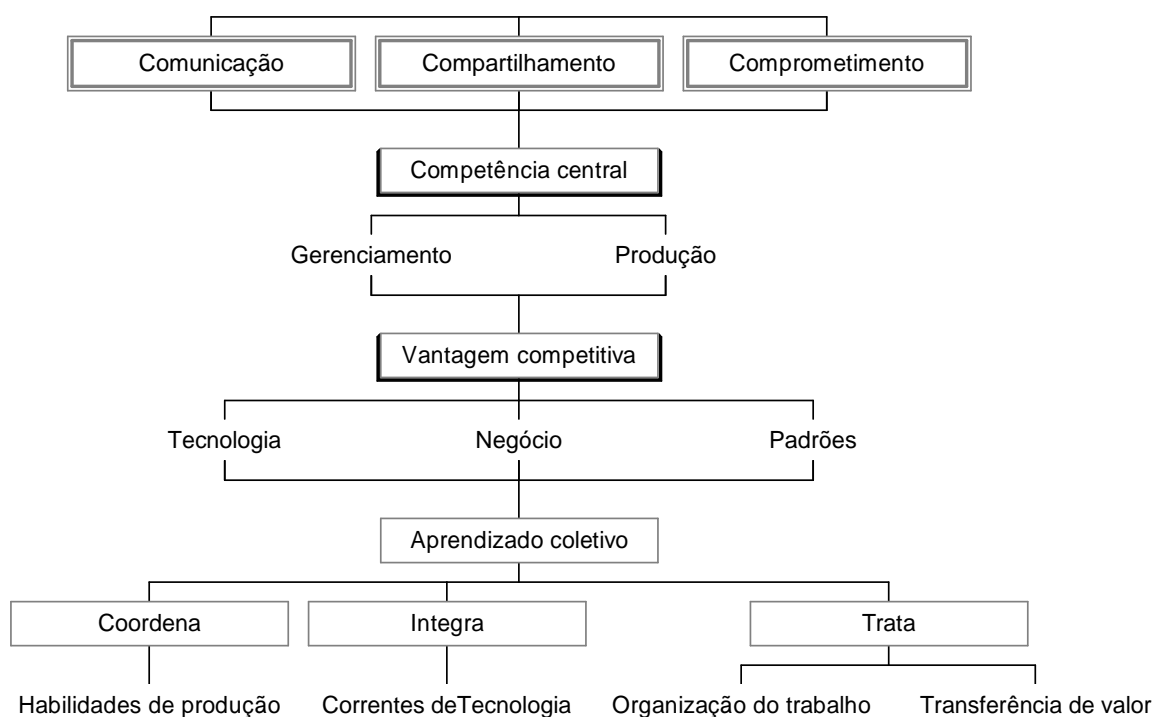 Comunicação
Compartilhamento
Comprometimento
Competência central
Gerenciamento
Produção
Vantagem competitiva
Tecnologia
Negócio
Padrões
Aprendizado coletivo
Coordena
Integra
Trata
Habilidades de produção
Correntes deTecnologia
Organização do trabalho
Transferência de valor